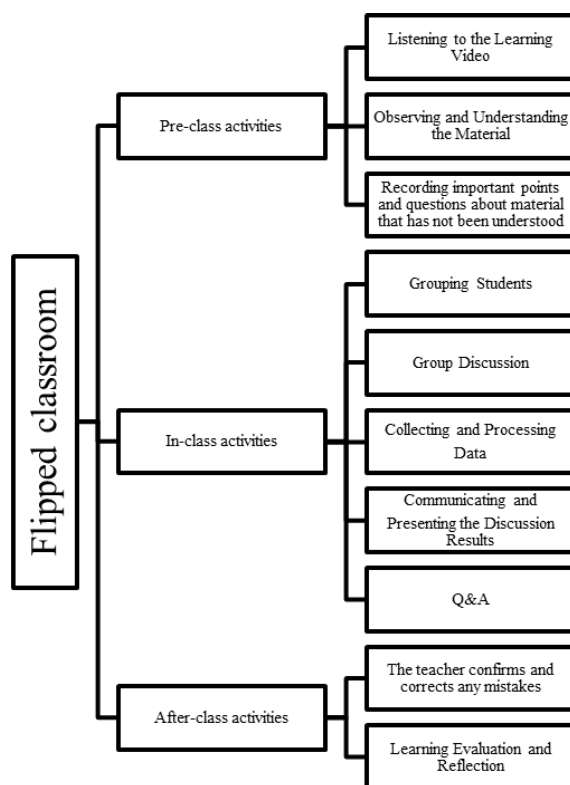 Flipped classroom
Pre-class activities
Listening to the Learning
Video
Observing and Understanding
the Material
Recording important points
and questions about material
that has not been understood
In-class activities
Grouping Students
Group Discussion
Collecting and Processing
Data
Communicating and
Presenting the Discussion
Results
Q&A
After-class activities
The teacher confirms and
corrects any mistakes
Learning Evaluation and
Reflection